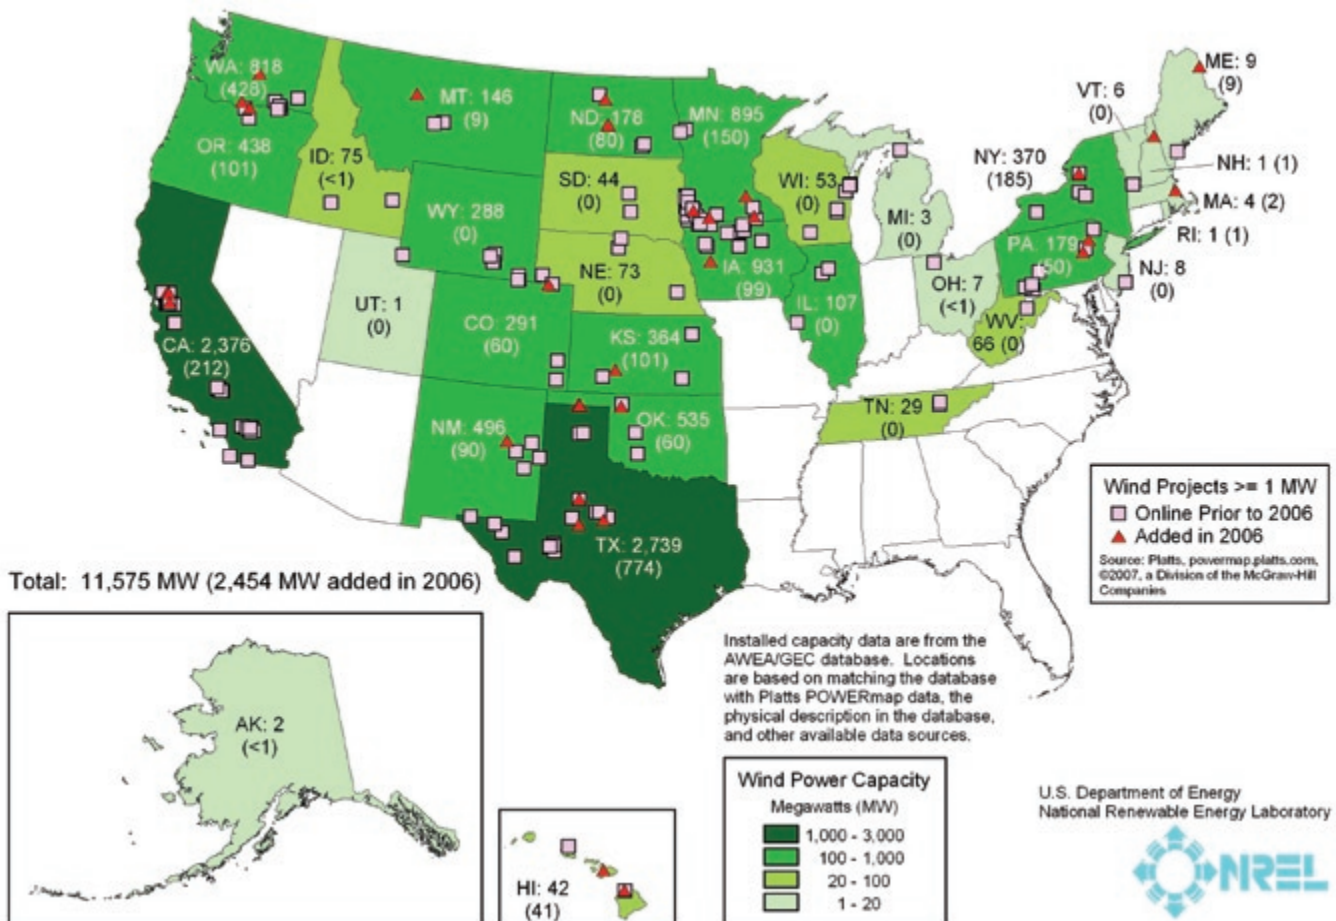 WA: 818
(428)
MT: 146
(9)
ND: 178
(80)
MN: 895
(150)
VT: 6
(0)
ME: 9
(9)
OR: 438
(101)
ID: 75
(<1)
SD: 44
(0)
WI: 53
(0)
NY: 370
(185)
NH: 1 (1)
WY: 288
(0)
MI: 3
(0)
MA: 4 (2)
RI: 1 (1)
PA: 179
(50)
NE: 73
(0)
IA: 931
(99)
NJ: 8
(0)
UT: 1
(0)
IL: 107
(0)
OH: 7
(<1)
CO: 291
(60)
KS: 364
(101)
WV:
66 (0)
CA: 2,376
(212)
NM: 496
(90)
OK: 535
(60)
TN: 29
(0)
TX: 2,739
(774)
Wind Projects >= 1 MW
Online Prior to 2006
Added in 2006
Source: Platts, powermap.platts.com,
©2007, a Division of the McGraw-Hill
Companies
Total: 11,575 MW (2,454 MW added in 2006)
Installed capacity data are from the
AWEA/GEC database. Locations
are based on matching the database
with Platts POWERmap data, the
physical description in the database,
and other available data sources.
AK: 2
(<1)
HI: 42
(41)
Wind Power Capacity
Megawatts (MW)
1,000 - 3,000
100 - 1,000
20 - 100
1 - 20
U.S. Department of Energy
National Renewable Energy Laboratory
NREL